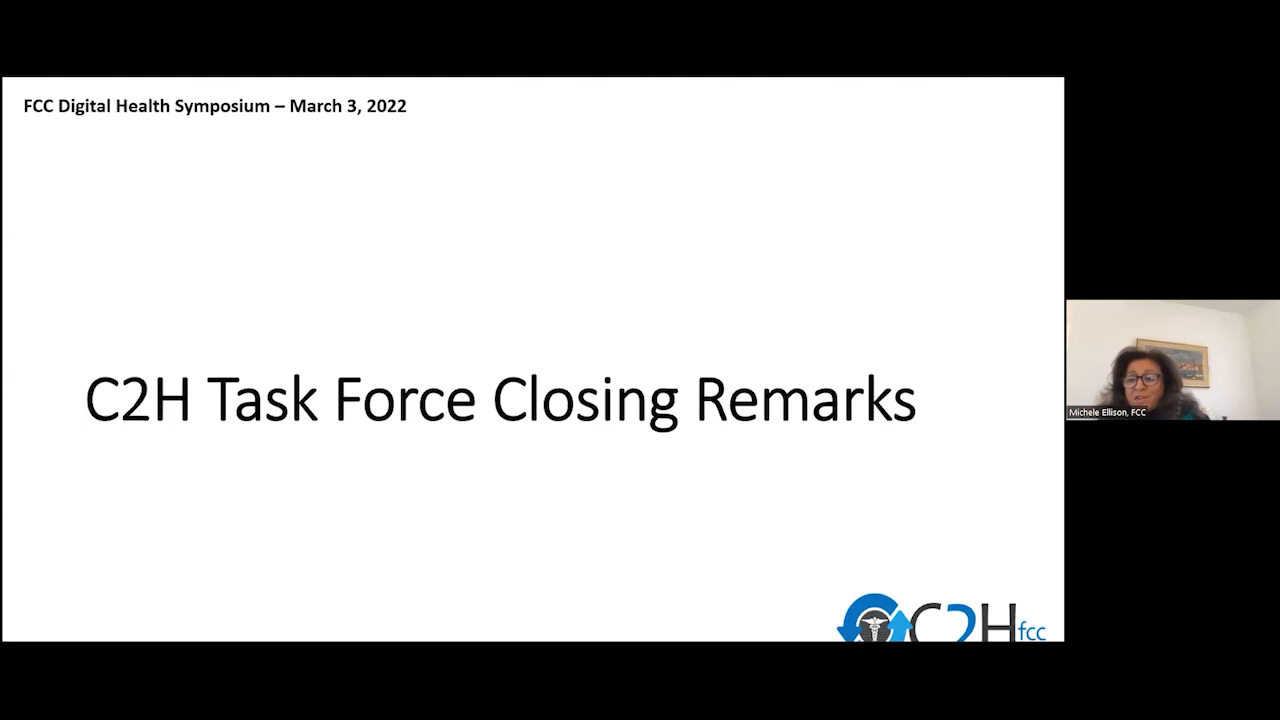 FCC Digital Health Symposium – March 3, 2022
C2H Task Force Closing Remarks
Michele Ellison, FCC
C2H fcc